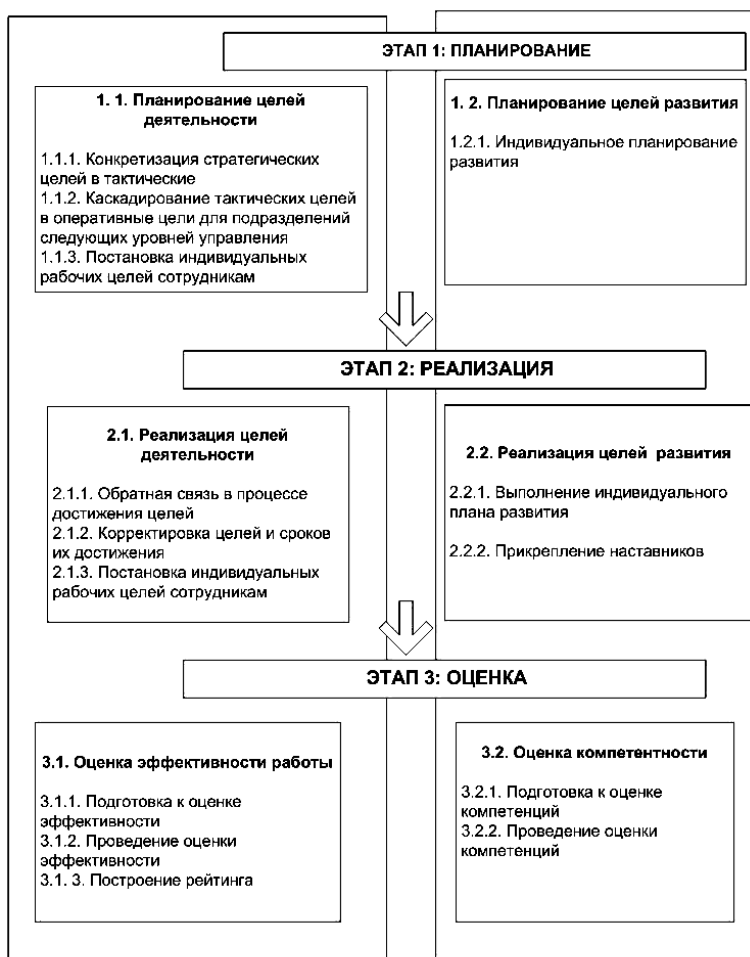 ЭТАП 1: ПЛАНИРОВАНИЕ
1. 1. Планирование целей
деятельности
1.1.1. Конкретизация стратегических
целей в тактические
1.1.2. Каскадирование тактических целей
в оперативные цели для подразделений
следующих уровней управления
1.1.3. Постановка индивидуальных
рабочих целей сотрудникам
1. 2. Планирование целей развития
1.2.1. Индивидуальное планирование
развития
ЭТАП 2: РЕАЛИЗАЦИЯ
2.1. Реализация целей
деятельности
2.1.1. Обратная связь в процессе
достижения целей
2.1.2. Корректировка целей и сроков
их достижения
2.1.3. Постановка индивидуальных
рабочих целей сотрудникам
2.2. Реализация целей развития
2.2.1. Выполнение индивидуального
плана развития
2.2.2. Прикрепление наставников
ЭТАП 3: ОЦЕНКА
3.1. Оценка эффективности работы
3.1.1. Подготовка к оценке
эффективности
3.1.2. Проведение оценки
эффективности
3.1. 3. Построение рейтинга
3.2. Оценка компетентности
3.2.1. Подготовка к оценке
компетенций
3.2.2. Проведение оценки
компетенций